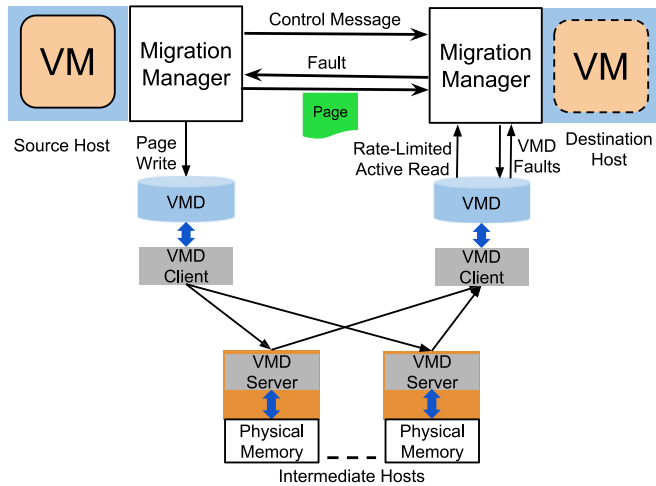 Control Message
VM
Migration
Manager
Fault
Page
Migration
Manager
VM
Source Host
Page
Write
Rate-Limited
Active Read
VMD
Faults
Destination
Host
VMD
VMD
VMD
Client
VMD
Client
VMD
Server
VMD
Server
Physical
Memory
Physical
Memory
Intermediate Hosts